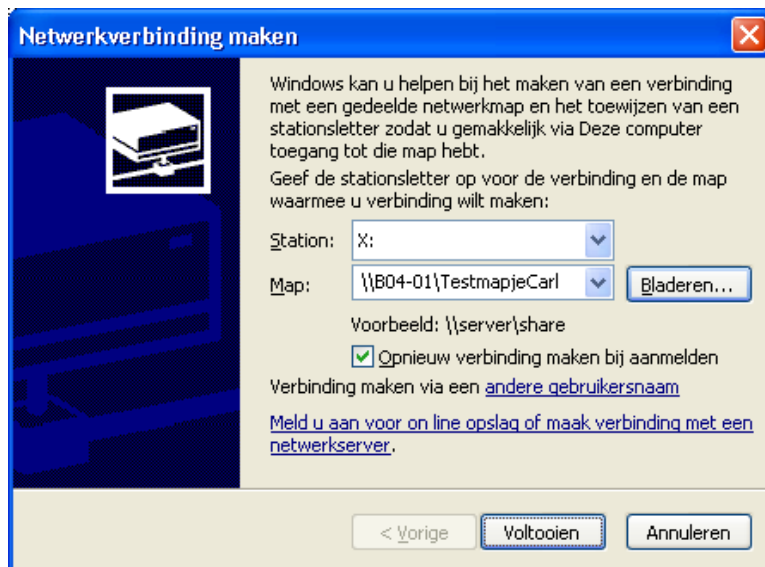 Netwerkverbinding maken
Windows kan u helpen bij het maken van een verbinding
met een gedeelde netwerkmap en het toewijzen van een
stationsletter zodat u gemakkelijk via Deze computer
toegang tot die map hebt.
Geef de stationsletter op voor de verbinding en de map
waarmee u verbinding wilt maken:
Station: X:
Map: \\B04-01\TestmapjeCarl Bladeren...
Voorbeeld: \\server\share
Opnieuw verbinding maken bij aanmelden
Verbinding maken via een andere gebruikersnaam
Meld u aan voor on line opslag of maak verbinding met een
netwerkserver.
< Vorige Voltooien Annuleren